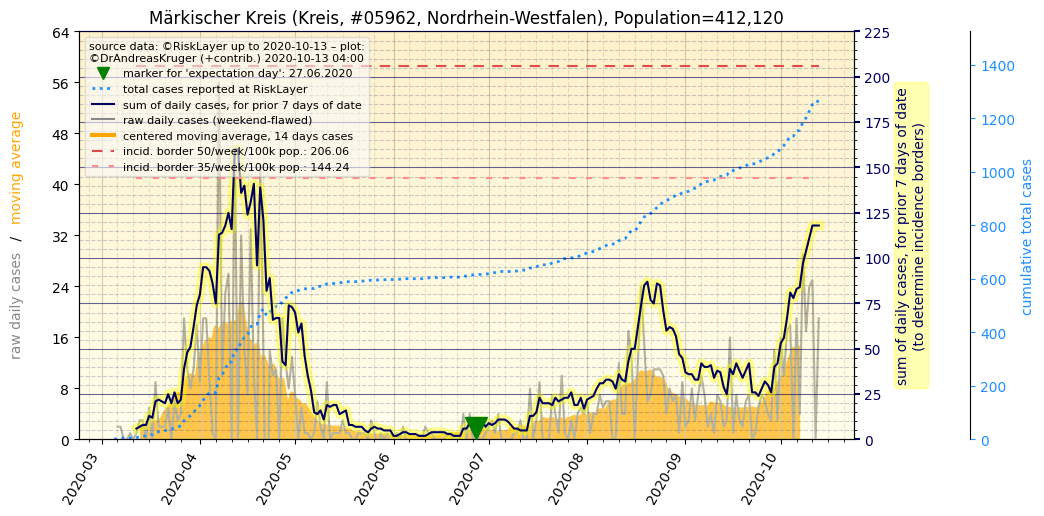 Märkischer Kreis (Kreis, #05962, Nordrhein-Westfalen), Population=412,120
source data: ©RiskLayer up to 2020-10-13 – plot:
©DrAndreasKruger (+contrib.) 2020-10-13 04:00
marker for 'expectation day': 27.06.2020
total cases reported at RiskLayer
sum of daily cases, for prior 7 days of date
raw daily cases (weekend-flawed)
centered moving average, 14 days cases
incid. border 50/week/100k pop.: 206.06
incid. border 35/week/100k pop.: 144.24
raw daily cases / moving average
64
56
48
40
32
24
16
8
0
225
200
175
150
125
100
75
50
25
0
sum of daily cases, for prior 7 days of date
(to determine incidence borders)
1400
1200
1000
800
600
400
200
0
cumulative total cases
2020-03
2020-04
2020-05
2020-06
2020-07
2020-08
2020-09
2020-10